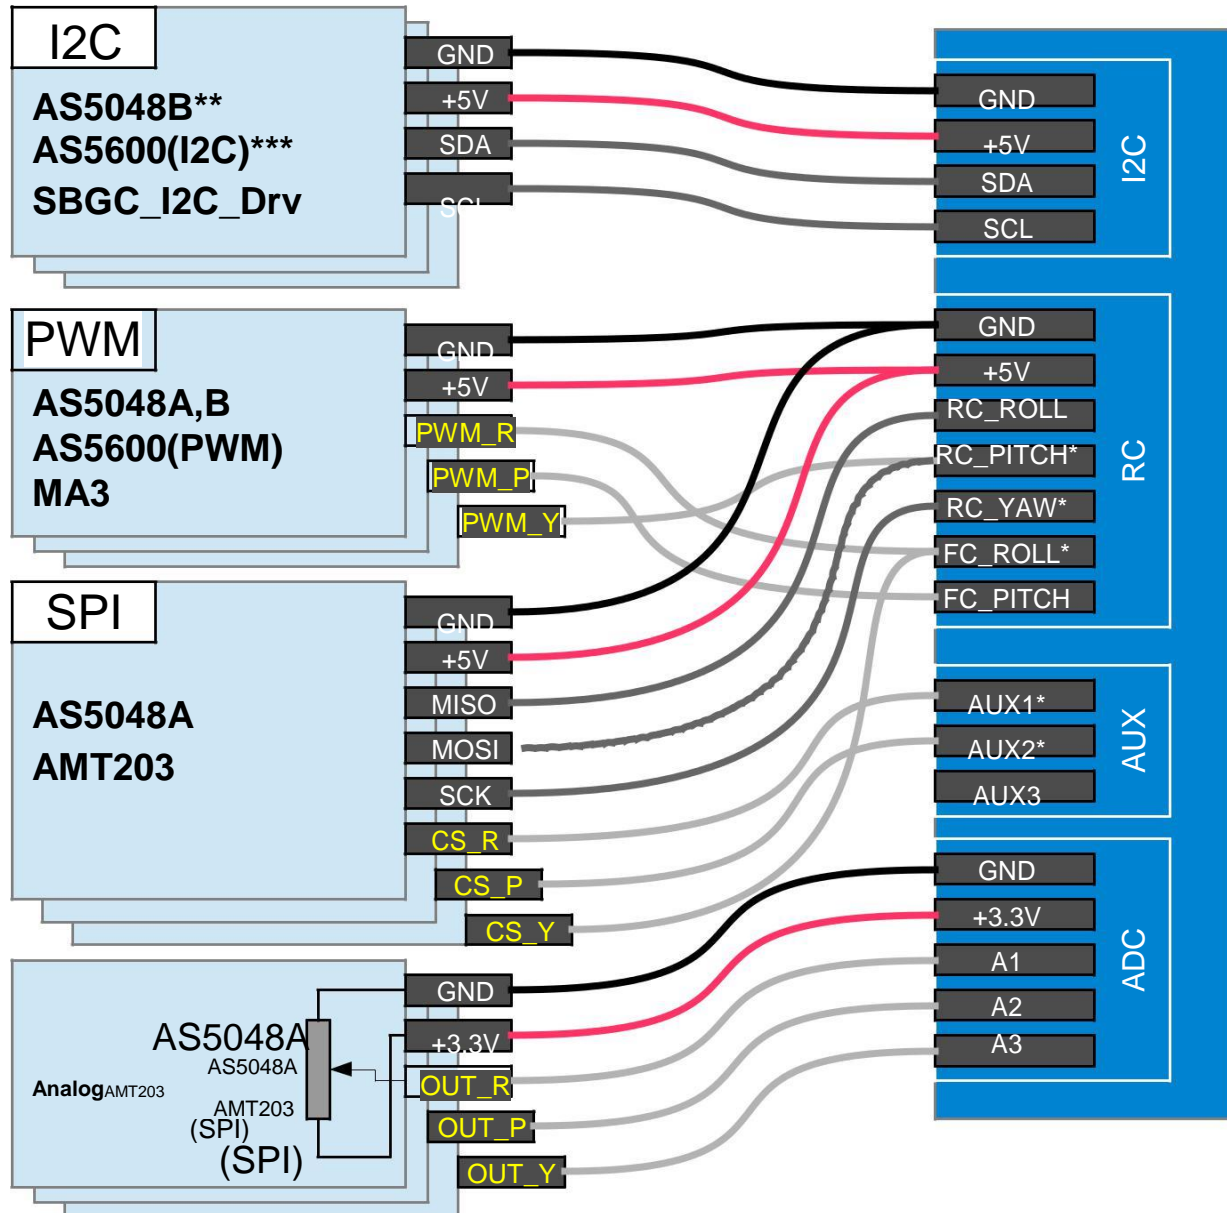 I2C
AS5048B**
AS5600(I2C)***
SBGC_I2C_Drv
GND
+5V
SDA
SCL
GND
+5V
SDA
SCL
I2C
PWM
AS5048A,B
AS5600(PWM)
MA3
GND
+5V
PWM_R
PWM_P
PWM_Y
GND
+5V
RC_ROLL
RC_PITCH*
RC_YAW*
FC_ROLL*
FC_PITCH
RC
SPI
AS5048A
AMT203
GND
+5V
MISO
MOSI
SCK
CS_R
CS_P
CS_Y
AUX1*
AUX2*
AUX3
AUX
GND
+3.3V
A1
A2
A3
ADC
AS5048A
AS5048A
AnalogAMT203
AMT203
(SPI)
(SPI)
GND
+3.3V
OUT_R
OUT_P
OUT_Y